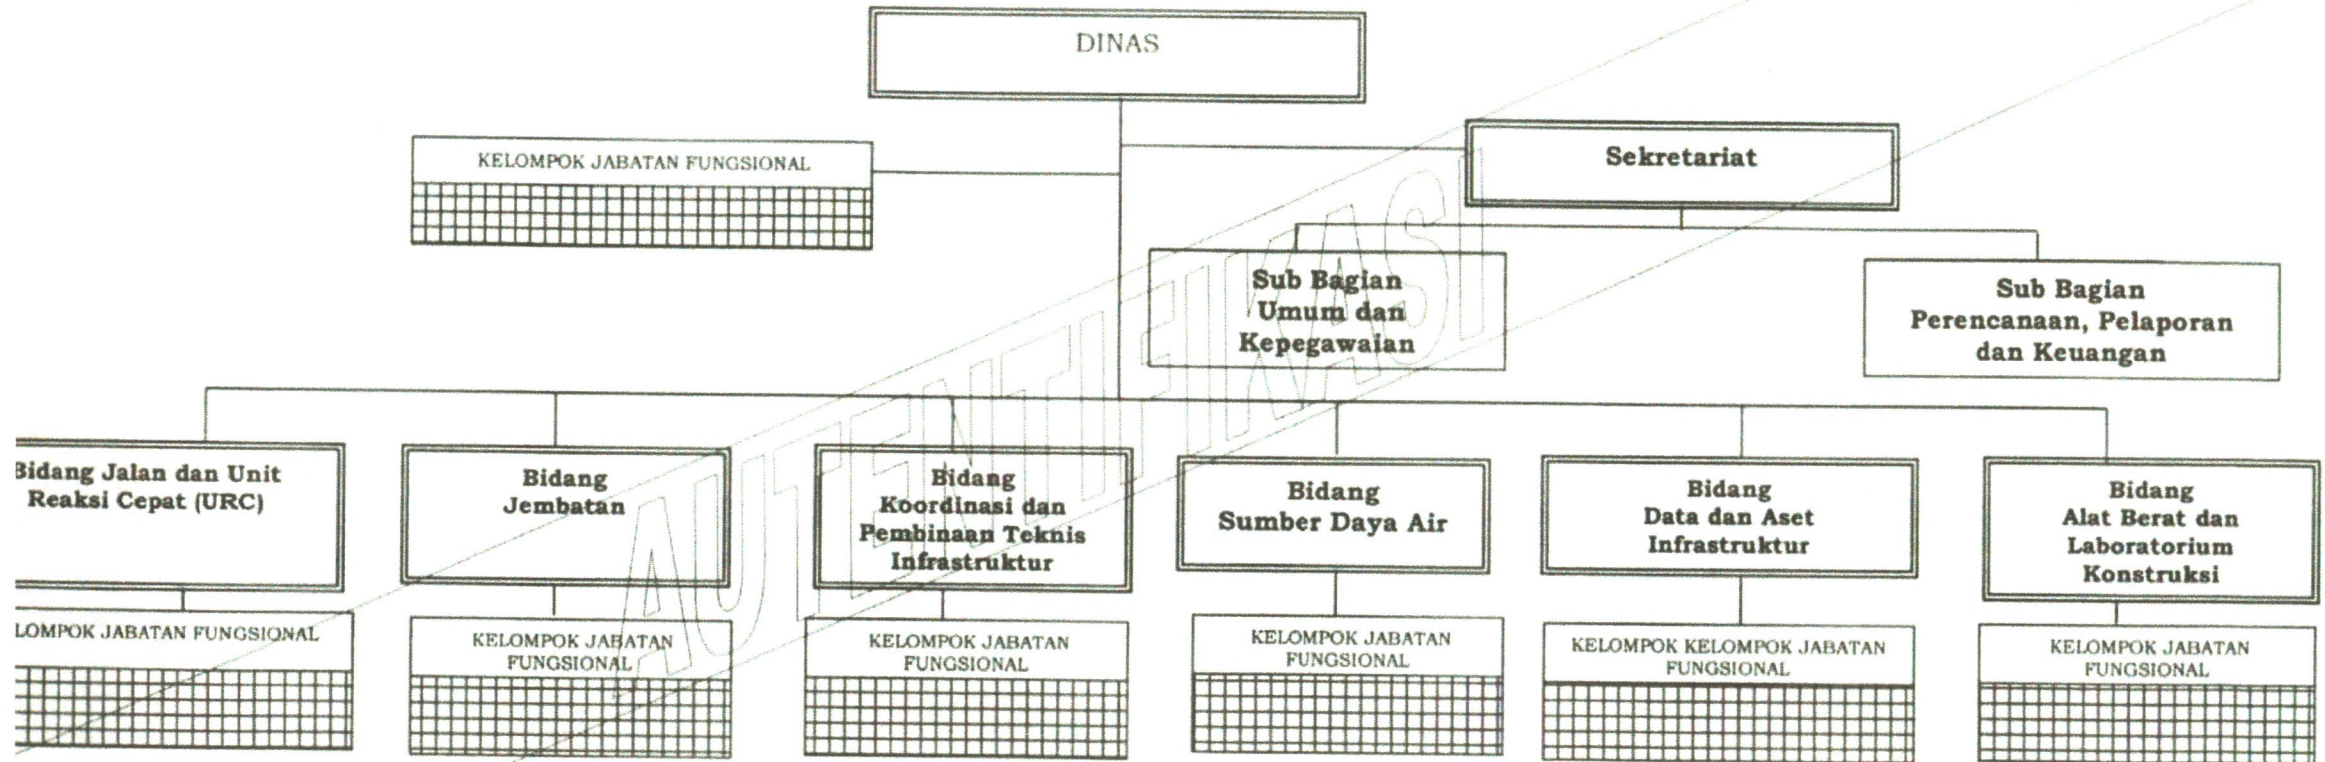 DINAS
KELOMPOK JABATAN FUNGSIONAL
Sekretariat
Sub Bagian
Umum dan
Kepegawaian
Sub Bagian
Perencanaan, Pelaporan
dan Keuangan
Bidang Jalan dan Unit
Reaksi Cepat (URC)
Bidang
Jembatan
Bidang
Koordinasi dan
Pembinaan Teknis
Infrastruktur
Bidang
Sumber Daya Air
Bidang
Data dan Aset
Infrastruktur
Bidang
Alat Berat dan
Laboratorium
Konstruksi
LOMPOK JABATAN FUNGSIONAL
KELOMPOK JABATAN
FUNGSIONAL
KELOMPOK JABATAN
FUNGSIONAL
KELOMPOK JABATAN
FUNGSIONAL
KELOMPOK KELOMPOK JABATAN
FUNGSIONAL
KELOMPOK JABATAN
FUNGSIONAL
AUTENTIFIKASI